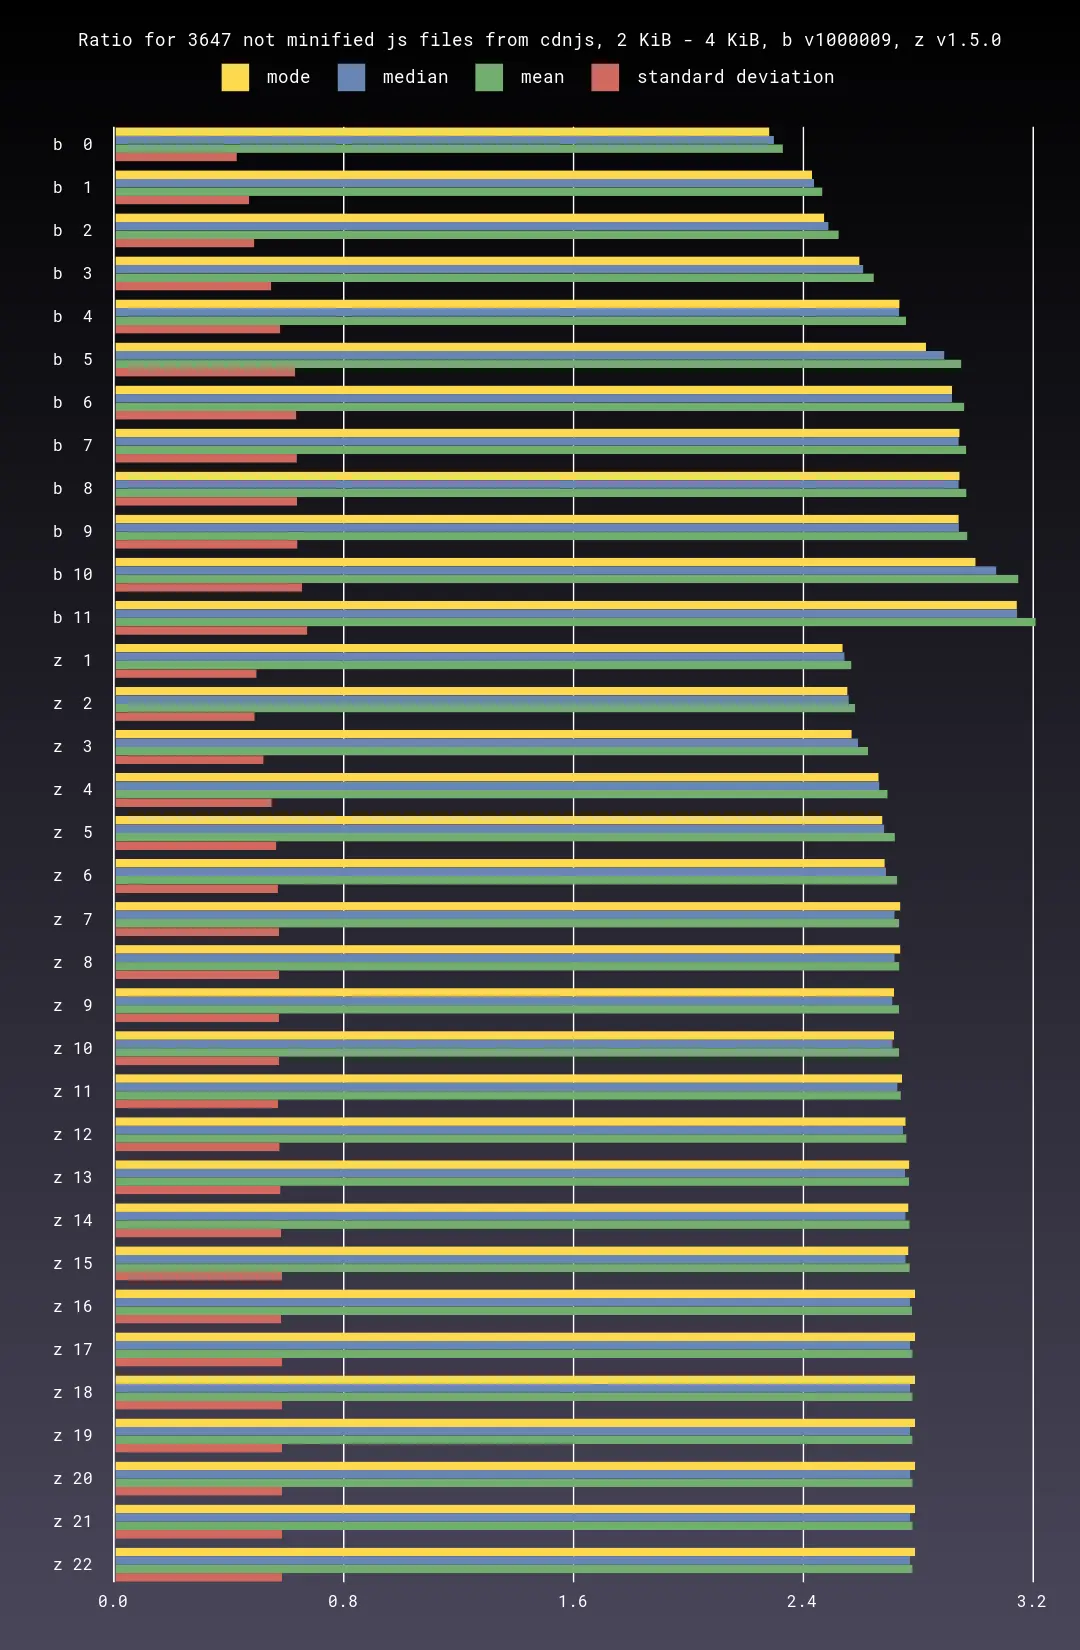 Ratio for 3647 not minified js files from cdnjs, 2 KiB - 4 KiB, b v1000009, z v1.5.0
mode median mean standard deviation
b 0
b 1
b 2
b 3
b 4
b 5
b 6
b 7
b 8
b 9
b 10
b 11
z 1
z 2
z 3
z 4
z 5
z 6
z 7
z 8
z 9
z 10
z 11
z 12
z 13
z 14
z 15
z 16
z 17
z 18
z 19
z 20
z 21
z 22
0.0 0.8 1.6 2.4 3.2